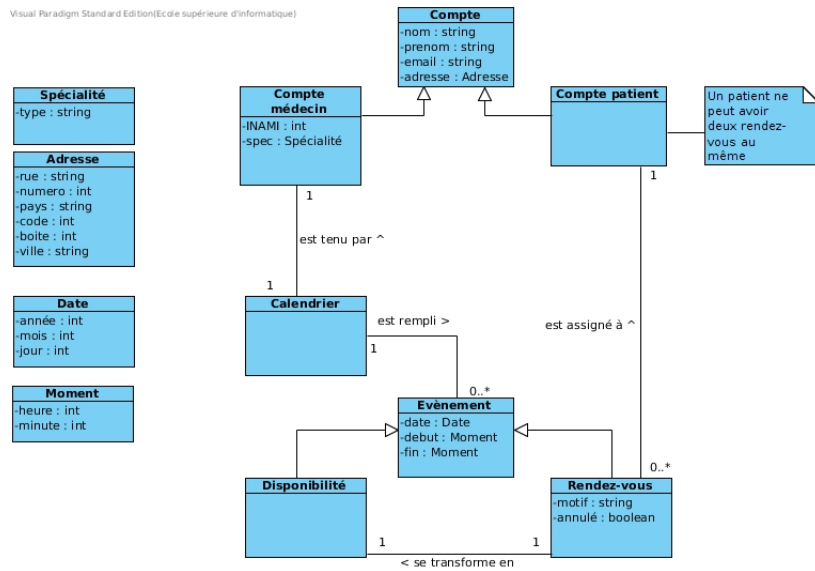 Visual Paradigm Standard Edition(Ecole supérieure d'informatique)
Compte
-nom : string
-prenom : string
-email : string
-adresse : Adresse
Spécialité
-type : string
Compte
médecin
-INAMI : int
-spec : Spécialité
Compte patient
Un patient ne
peut avoir
deux rendez-
vous au
même
Adresse
-rue : string
-numero : int
-pays : string
-code : int
-boite : int
-ville : string
1
1
est tenu par ^
1
Date
-année : int
-mois : int
-jour : int
Calendrier
est rempli >
1
est assigné à ^
Moment
-heure : int
-minute : int
0..*
Evènement
-date : Date
-debut : Moment
-fin : Moment
0..*
Disponibilité
Rendez-vous
-motif : string
-annulé : boolean
1
1
< se transforme en